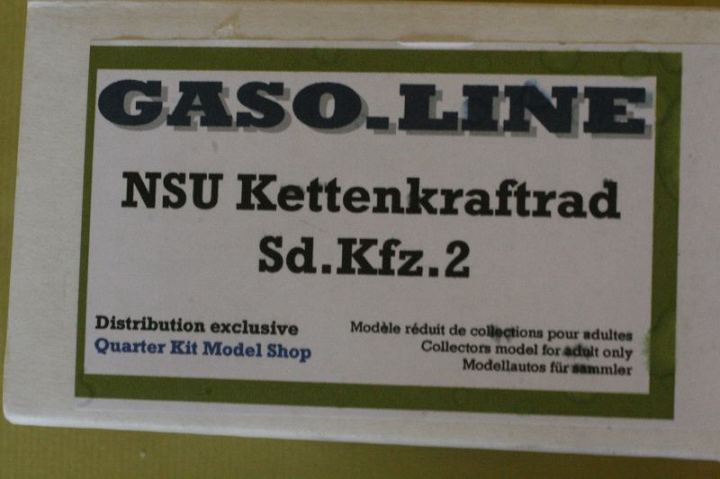 GASO.LINE
NSU Kettenkraftrad
Sd.Kfz.2
Distribution exclusive
Quarter Kit Model Shop
Modèle réduit de collections pour adultes
Collectors model for adult only
Modellautos für sammler